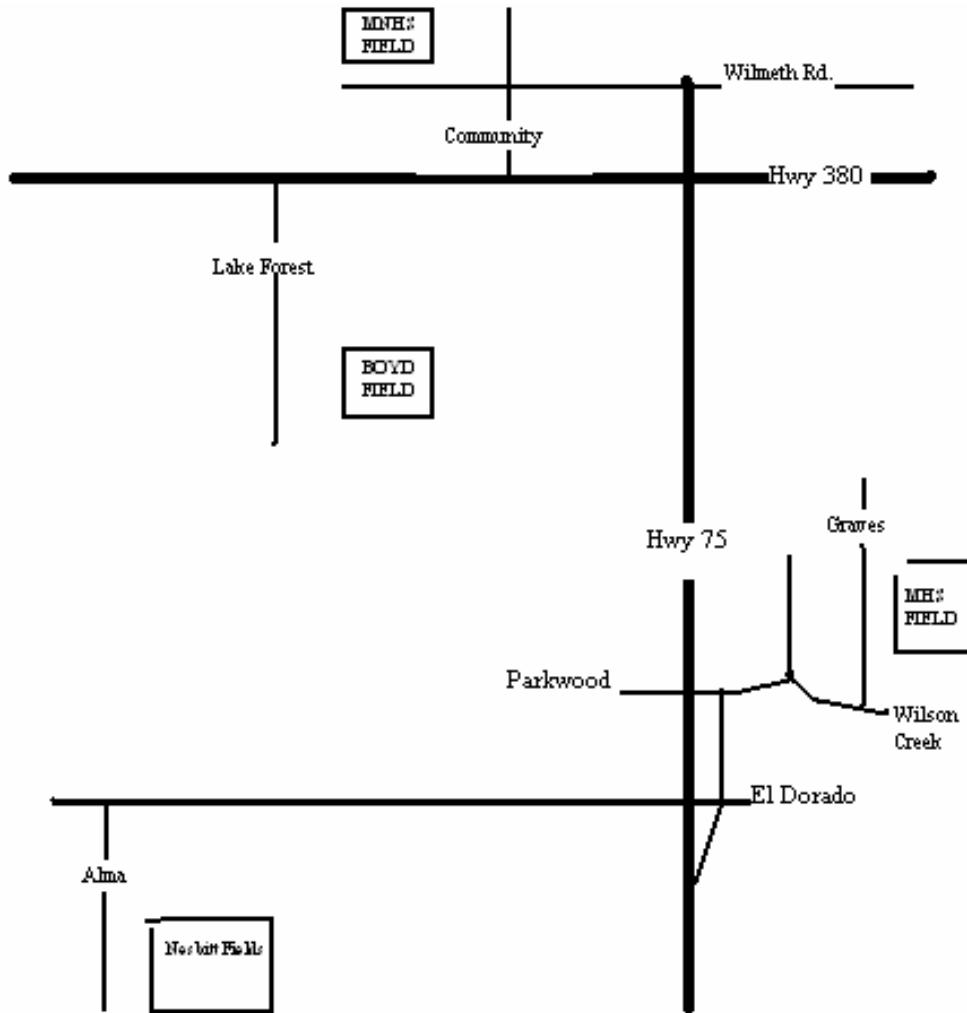 MNHS
FIELD
Wilmeth Rd.
Community
Hwy 380
Lake Forest
BOYD
FIELD
Graves
Hwy 75
MHS
FIELD
Parkwood
Wilson
Creek
El Dorado
Alma
Nesbitt Fields